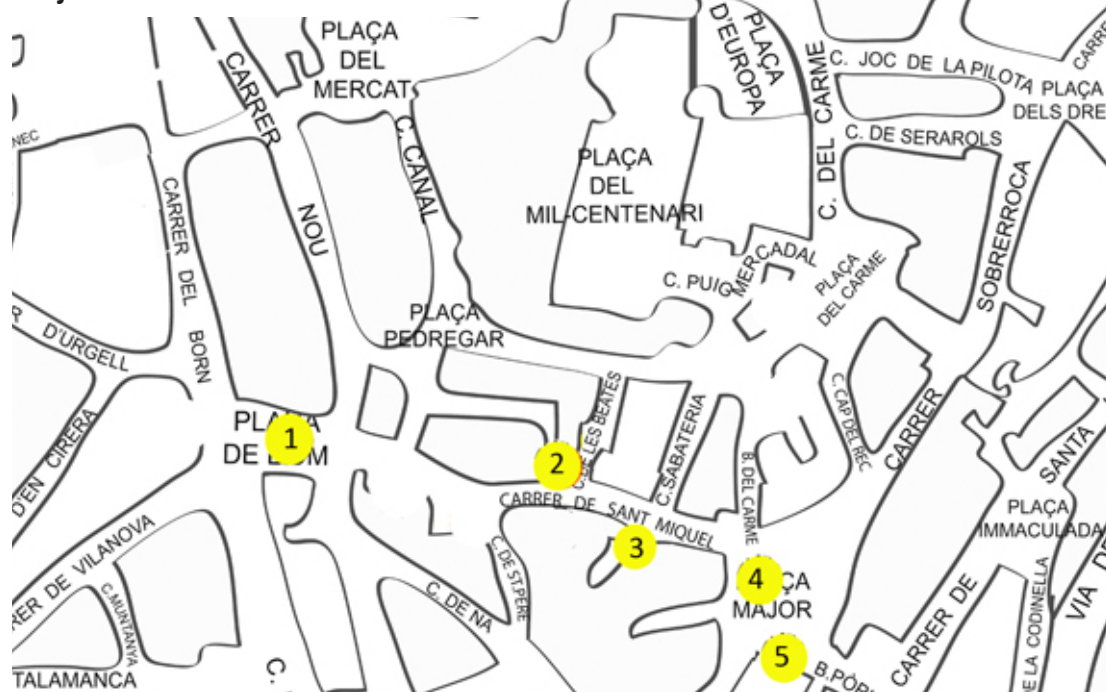 PLAÇA
DEL
MERCAT
CARRER
NOU
C. CANAL
PLAÇA
D'EUROPA
C. DEL CARME
C. JOC DE LA PILOTA
PLAÇA
DELS DRE
C. DE SERAROLS
PLAÇA
DEL
MIL-CENTENARI
CARRER DEL BORN
SOBRERROCA
C. PUIG MERCADAL
PLAÇA
DEL CARME
PLAÇA
PEDREGAR
D'URGELL
D'EN CIRERA
1
2
C. DE LES BEATES
C. SABATERIA
B. DEL CARME
C. CAP DEL REC
CARRER
SANTA
CARRER DE SANT MIQUEL
PLAÇA
IMMACULADA
3
4
MAJOR
5
C. DE ST.PERE
C. DE NA
RER DE VILANOVA
C. MUNTANYA
TALAMANCA
C.
CARRER DE
E LA CODINELLA
VIA DE